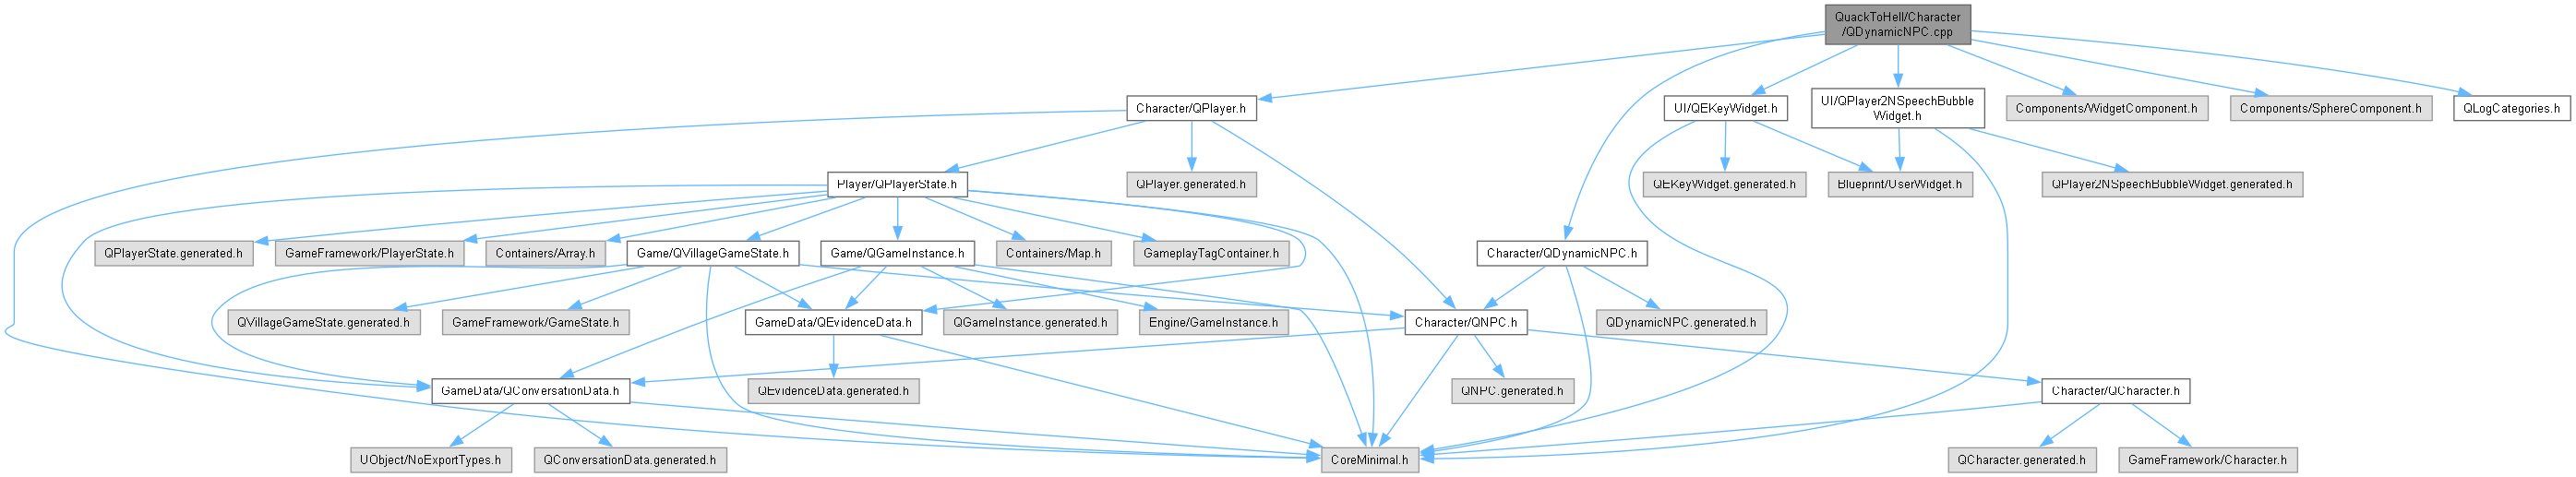 QuackToHell/Character
/QDynamicNPC.cpp
Character/QPlayer.h
UI/QEKeyWidget.h
UI/QPlayer2NSpeechBubble
Widget.h
Components/WidgetComponent.h
Components/SphereComponent.h
QLogCategories.h
Player/QPlayerState.h
QPlayer.generated.h
QEKeyWidget.generated.h
Blueprint/UserWidget.h
QPlayer2NSpeechBubbleWidget.generated.h
QPlayerState.generated.h
GameFramework/PlayerState.h
Containers/Array.h
Game/QVillageGameState.h
Game/QGameInstance.h
Containers/Map.h
GameplayTagContainer.h
Character/QDynamicNPC.h
QVillageGameState.generated.h
GameFramework/GameState.h
GameData/QEvidenceData.h
QGameInstance.generated.h
Engine/GameInstance.h
Character/QNPC.h
QDynamicNPC.generated.h
GameData/QConversationData.h
QEvidenceData.generated.h
QNPC.generated.h
Character/QCharacter.h
UObject/NoExportTypes.h
QConversationData.generated.h
CoreMinimal.h
QCharacter.generated.h
GameFramework/Character.h